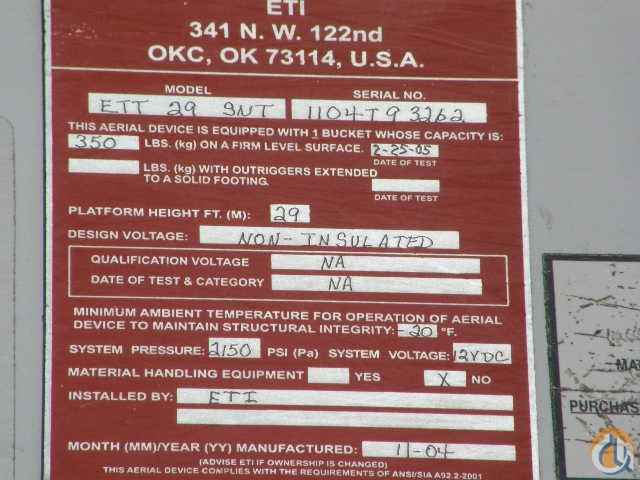 ETI
341 N. W. 122nd
OKC, OK 73114, U.S.A.
MODEL SERIAL NO.
ETT 29 SNT 1104T93262
THIS AERIAL DEVICE IS EQUIPPED WITH 1 BUCKET WHOSE CAPACITY IS:
350 LBS. (kg) ON A FIRM LEVEL SURFACE. 2-25-05
DATE OF TEST
LBS. (kg) WITH OUTRIGGERS EXTENDED
TO A SOLID FOOTING.
DATE OF TEST
PLATFORM HEIGHT FT. (M): 29
DESIGN VOLTAGE: NON-INSULATED
QUALIFICATION VOLTAGE NA
DATE OF TEST & CATEGORY NA
MINIMUM AMBIENT TEMPERATURE FOR OPERATION OF AERIAL
DEVICE TO MAINTAIN STRUCTURAL INTEGRITY: -20 °F.
SYSTEM PRESSURE: 2150 PSI (Pa) SYSTEM VOLTAGE: 12VDC
MATERIAL HANDLING EQUIPMENT YES X NO
INSTALLED BY: ETI
MONTH (MM)/YEAR (YY) MANUFACTURED: 11-04
(ADVISE ETI IF OWNERSHIP IS CHANGED)
THIS AERIAL DEVICE COMPLIES WITH THE REQUIREMENTS OF ANSI/SIA A92.2-2001
MA
PURCHAS